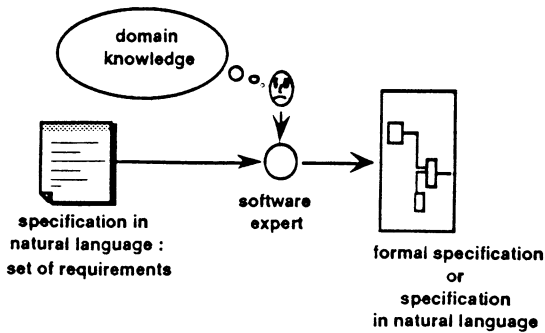 domain
knowledge
specification in
natural language :
set of requirements
software
expert
formal specification
or
specification
in natural language